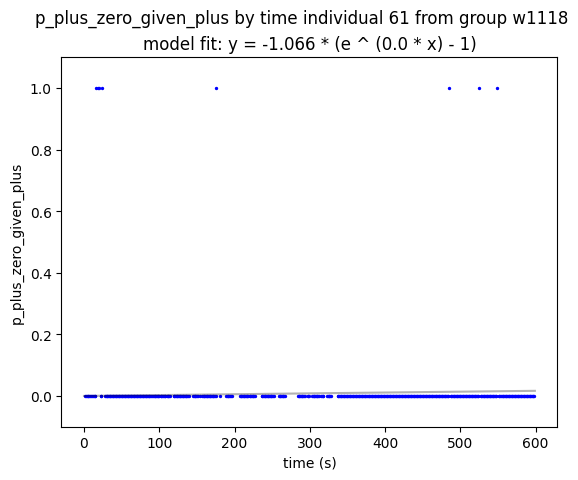 p_plus_zero_given_plus by time individual 61 from group w1118
model fit: y = -1.066 * (e ^ (0.0 * x) - 1)
1.0
0.8
0.6
0.4
0.2
0.0
p_plus_zero_given_plus
0 100 200 300 400 500 600
time (s)